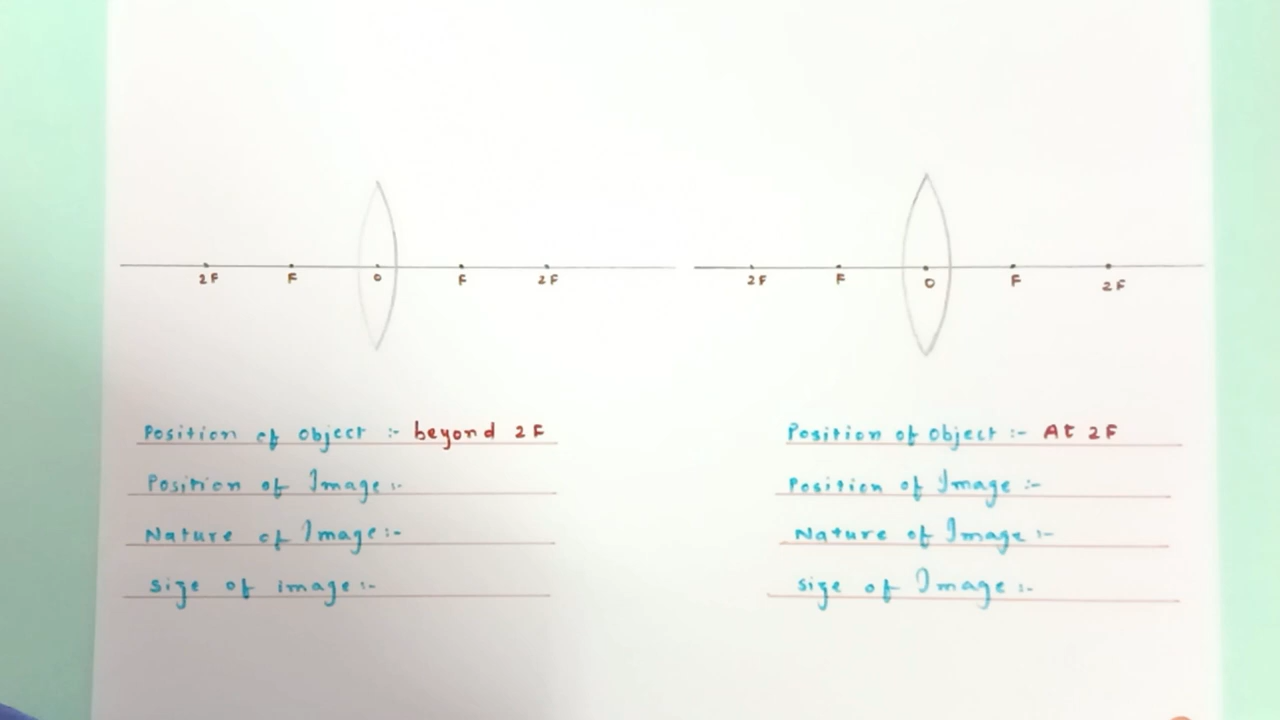 2F F O F 2F
2F F O F 2F
Position of object :- beyond 2F
Position of Image :-
Nature of Image :-
size of image :-
Position of object :- At 2F
Position of Image :-
Nature of Image :-
size of Image :-